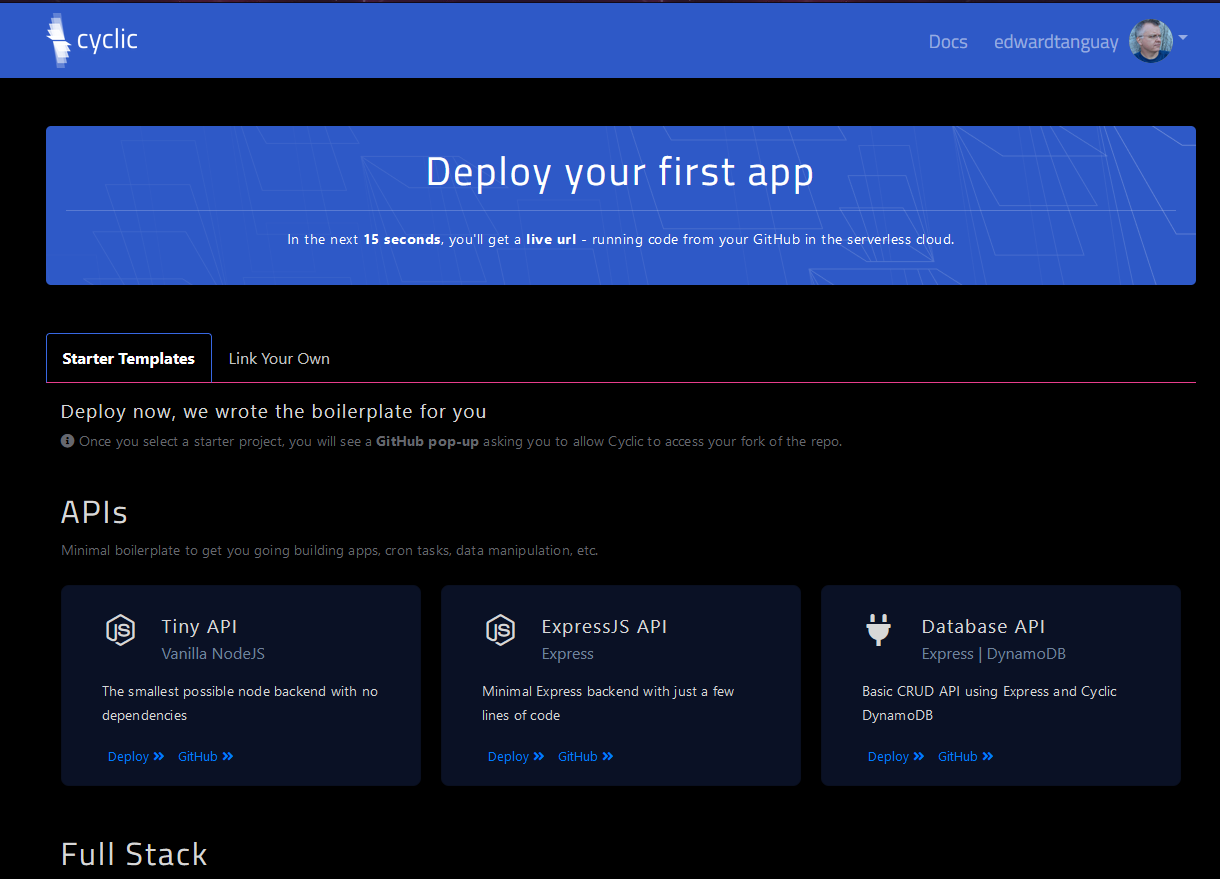 cyclic
Docs edwardtanguay
Deploy your first app
In the next 15 seconds, you'll get a live url - running code from your GitHub in the serverless cloud.
Starter Templates Link Your Own
Deploy now, we wrote the boilerplate for you
Once you select a starter project, you will see a GitHub pop-up asking you to allow Cyclic to access your fork of the repo.
APIs
Minimal boilerplate to get you going building apps, cron tasks, data manipulation, etc.
JS
Tiny API
Vanilla NodeJS
The smallest possible node backend with no
dependencies
Deploy » GitHub »
JS
ExpressJS API
Express
Minimal Express backend with just a few
lines of code
Deploy » GitHub »
Database API
Express | DynamoDB
Basic CRUD API using Express and Cyclic
DynamoDB
Deploy » GitHub »
Full Stack